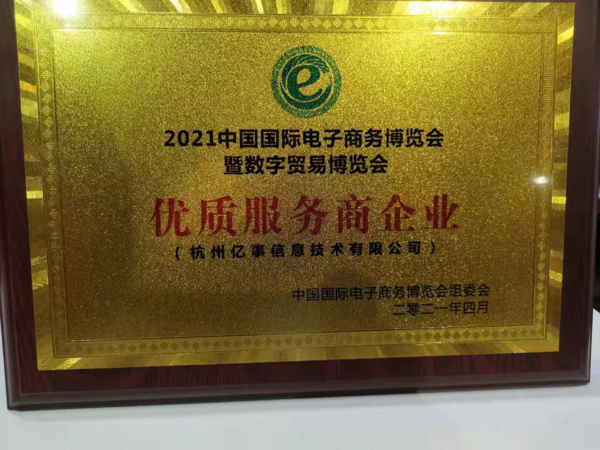 e
2021中国国际电子商务博览会
暨数字贸易博览会
优质服务商企业
(杭州亿事信息技术有限公司)
中国国际电子商务博览会组委会
二零二一年四月